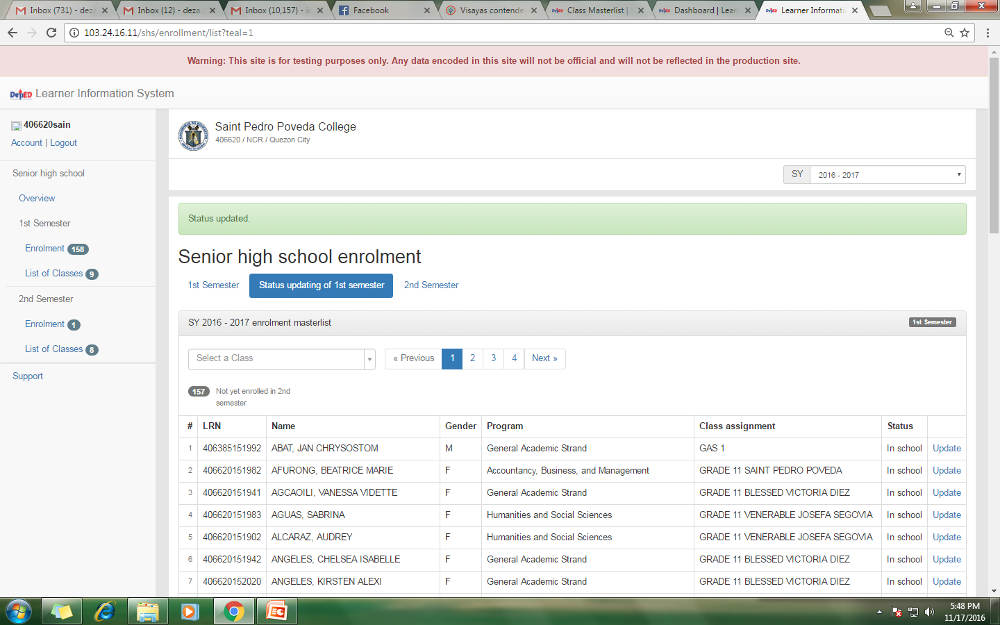 Inbox (731) - deza
Inbox (12) - deza
Inbox (10,157) - ic
Facebook
Visayas contende
Class Masterlist |
Dashboard | Lear
Learner Informati
103.24.16.11/shs/enrollment/list?teal=1
Warning: This site is for testing purposes only. Any data encoded in this site will not be official and will not be reflected in the production site.
DepED Learner Information System
406620sain
Account | Logout
Senior high school
Overview
1st Semester
Enrolment 158
List of Classes 9
2nd Semester
Enrolment 1
List of Classes 8
Support
Saint Pedro Poveda College
406620 / NCR / Quezon City
SY 2016 - 2017
Status updated.
Senior high school enrolment
1st Semester Status updating of 1st semester 2nd Semester
SY 2016 - 2017 enrolment masterlist 1st Semester
Select a Class « Previous 1 2 3 4 Next »
157 Not yet enrolled in 2nd
semester
# LRN Name Gender Program Class assignment Status
1 406385151992 ABAT, JAN CHRYSOSTOM M General Academic Strand GAS 1 In school Update
2 406620151982 AFURONG, BEATRICE MARIE F Accountancy, Business, and Management GRADE 11 SAINT PEDRO POVEDA In school Update
3 406620151941 AGCAOILI, VANESSA VIDETTE F General Academic Strand GRADE 11 BLESSED VICTORIA DIEZ In school Update
4 406620151983 AGUAS, SABRINA F Humanities and Social Sciences GRADE 11 VENERABLE JOSEFA SEGOVIA In school Update
5 406620151902 ALCARAZ, AUDREY F Humanities and Social Sciences GRADE 11 VENERABLE JOSEFA SEGOVIA In school Update
6 406620151942 ANGELES, CHELSEA ISABELLE F General Academic Strand GRADE 11 BLESSED VICTORIA DIEZ In school Update
7 406620152020 ANGELES, KIRSTEN ALEXI F General Academic Strand GRADE 11 BLESSED VICTORIA DIEZ In school Update
5:48 PM
11/17/2016